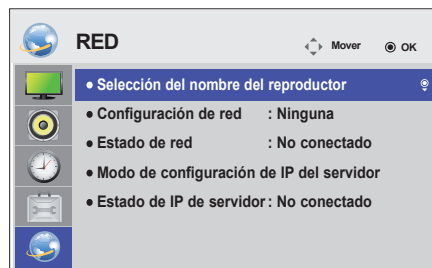 RED
Mover
OK
• Selección del nombre del reproductor
• Configuración de red : Ninguna
• Estado de red : No conectado
• Modo de configuración de IP del servidor
• Estado de IP de servidor : No conectado